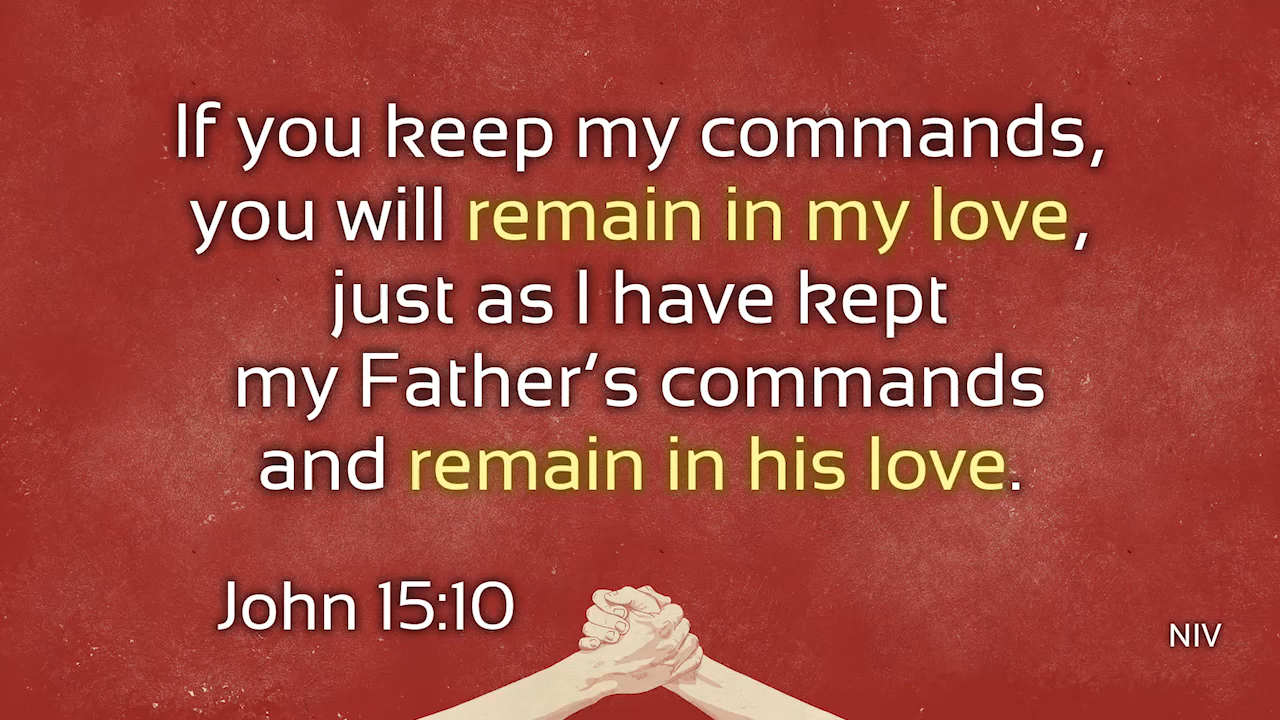 If you keep my commands,
you will remain in my love,
just as I have kept
my Father’s commands
and remain in his love.
John 15:10
NIV